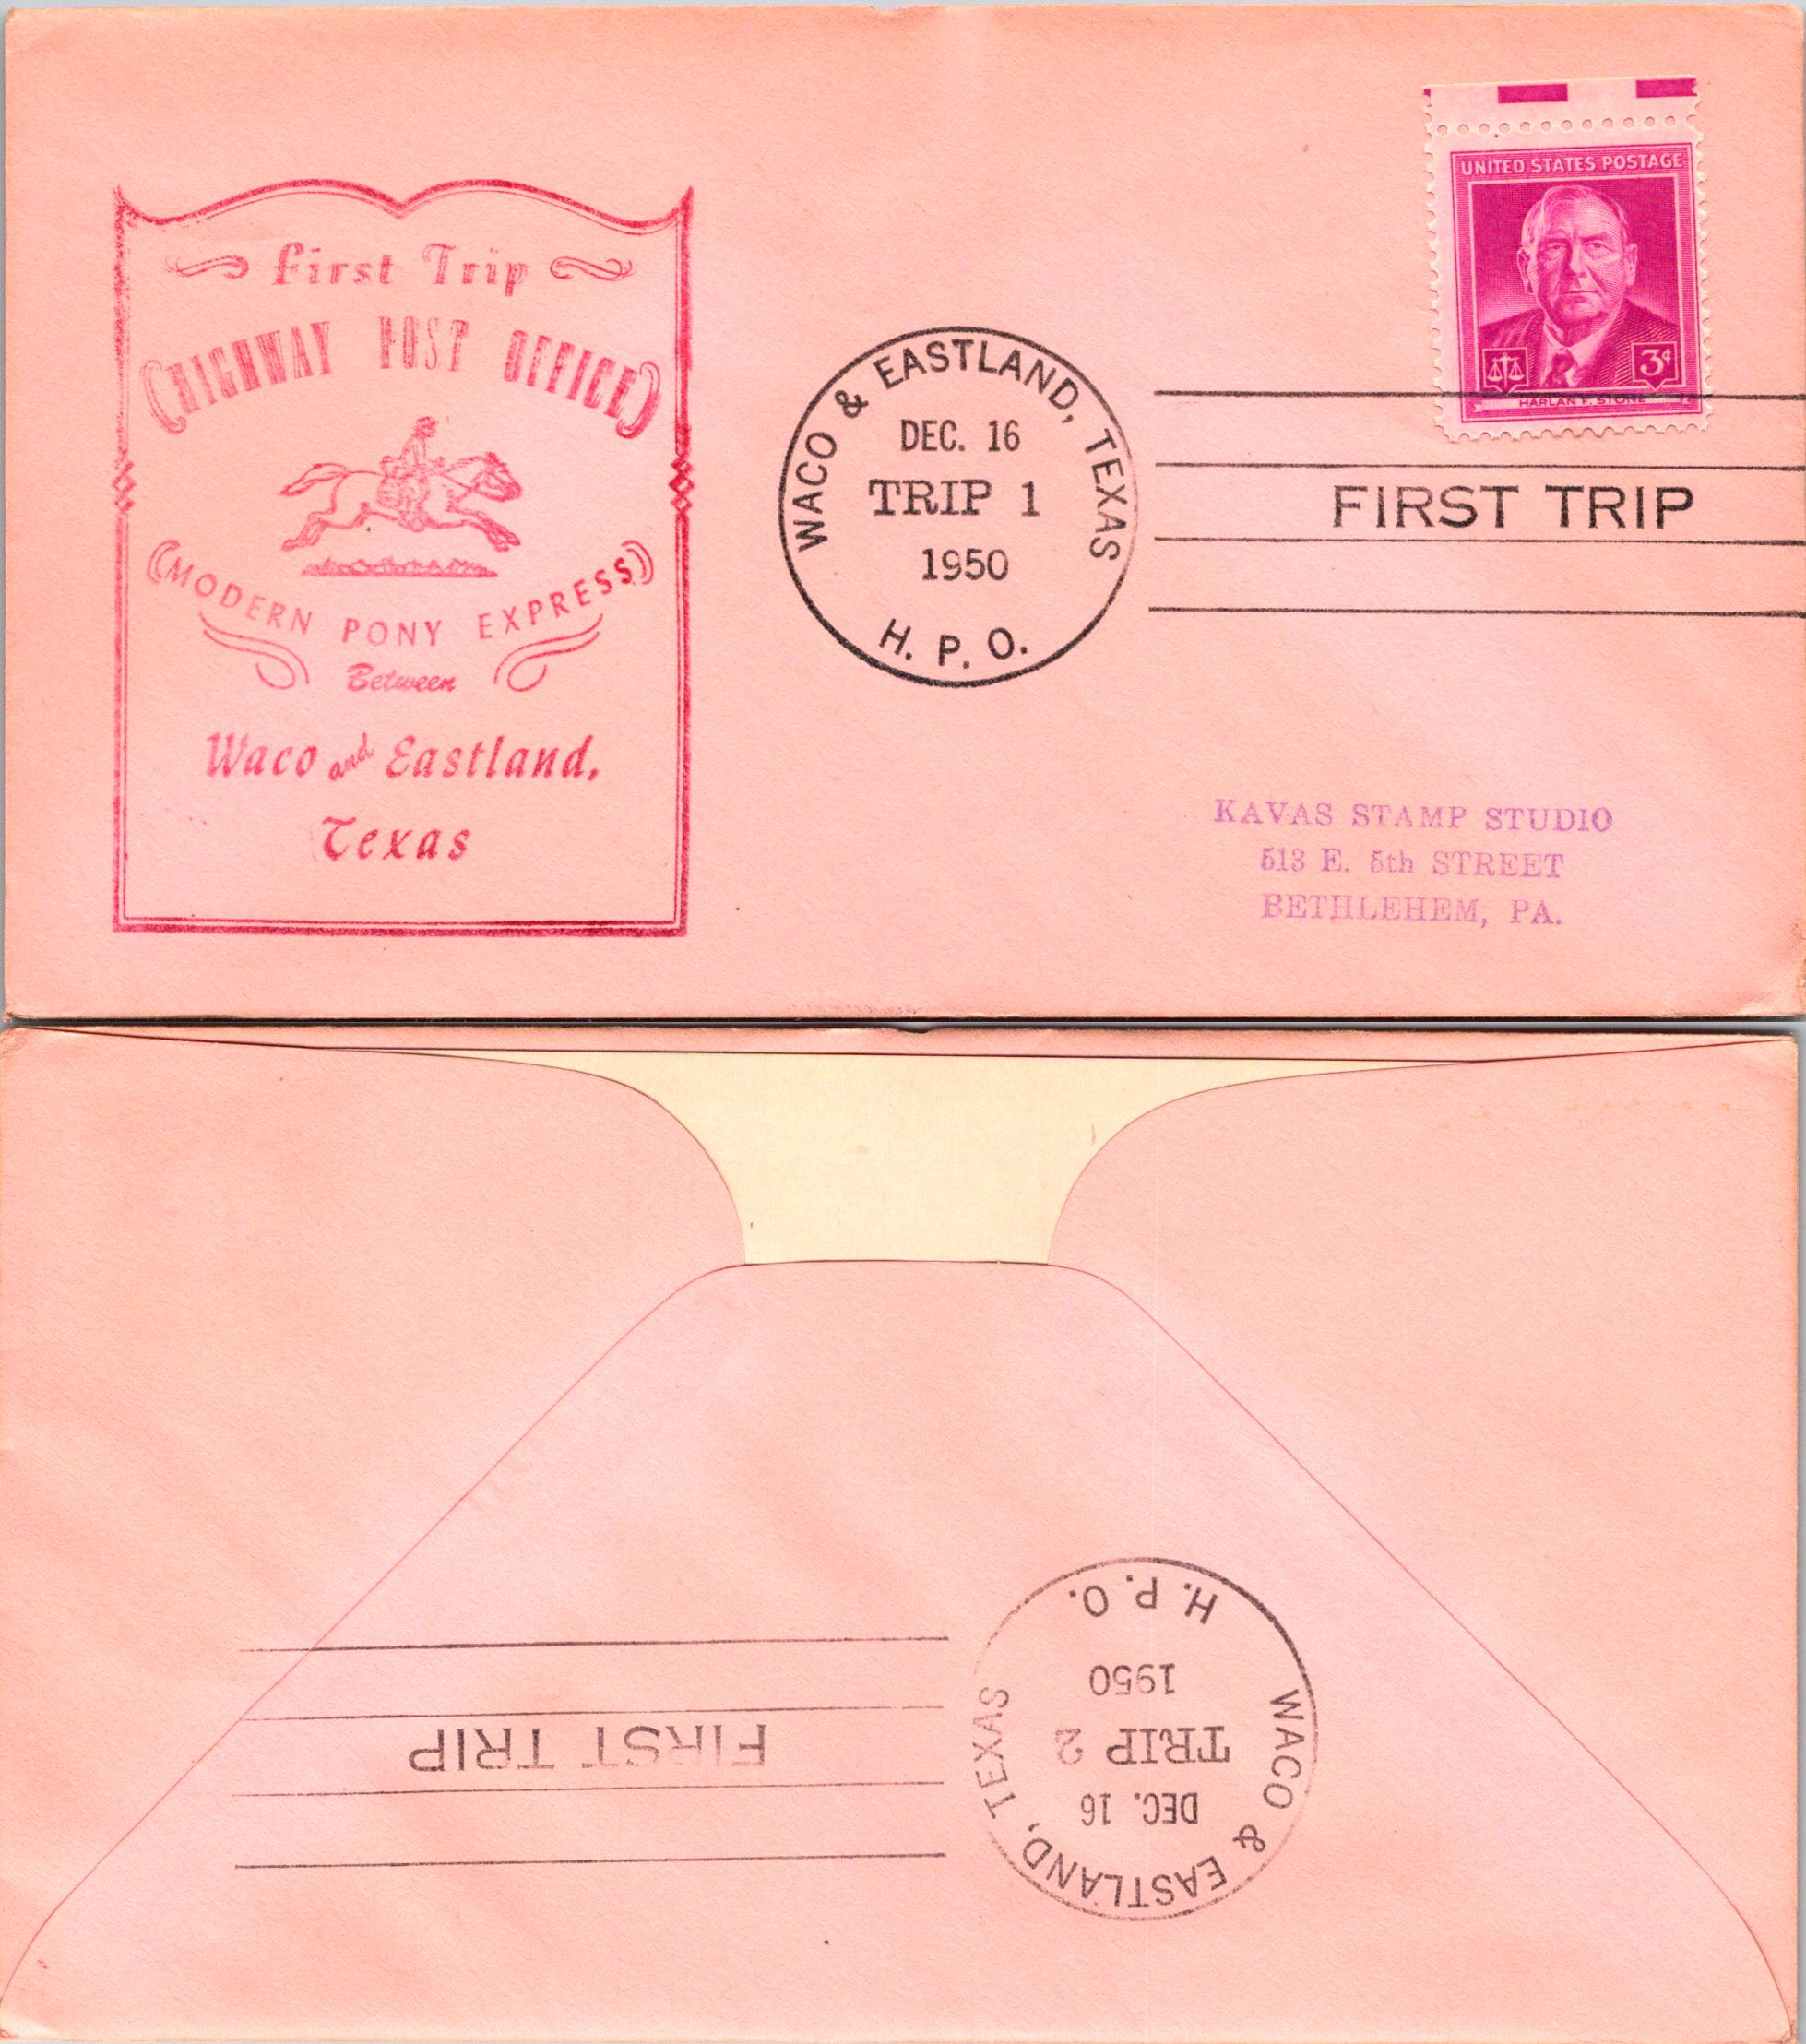 First Trip
HIGHWAY POST OFFICE
MODERN PONY EXPRESS
Between
Waco and Eastland,
Texas
WACO & EASTLAND, TEXAS
DEC. 16
TRIP 1
1950
H. P. O.
FIRST TRIP
UNITED STATES POSTAGE
3¢
HARLAN F. STONE
KAVAS STAMP STUDIO
513 E. 5th STREET
BETHLEHEM, PA.
WACO & EASTLAND, TEXAS
DEC. 16
TRIP 2
1950
H. P. O.
FIRST TRIP